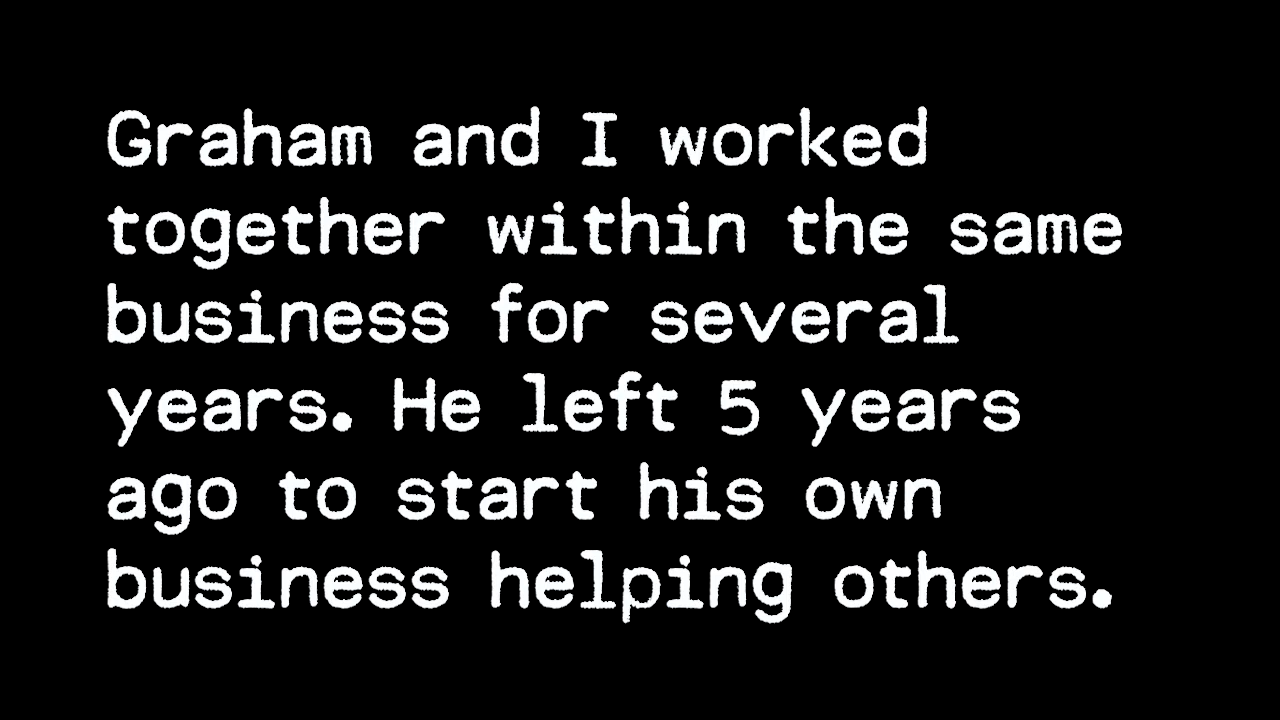 Graham and I worked
together within the same
business for several
years. He left 5 years
ago to start his own
business helping others.